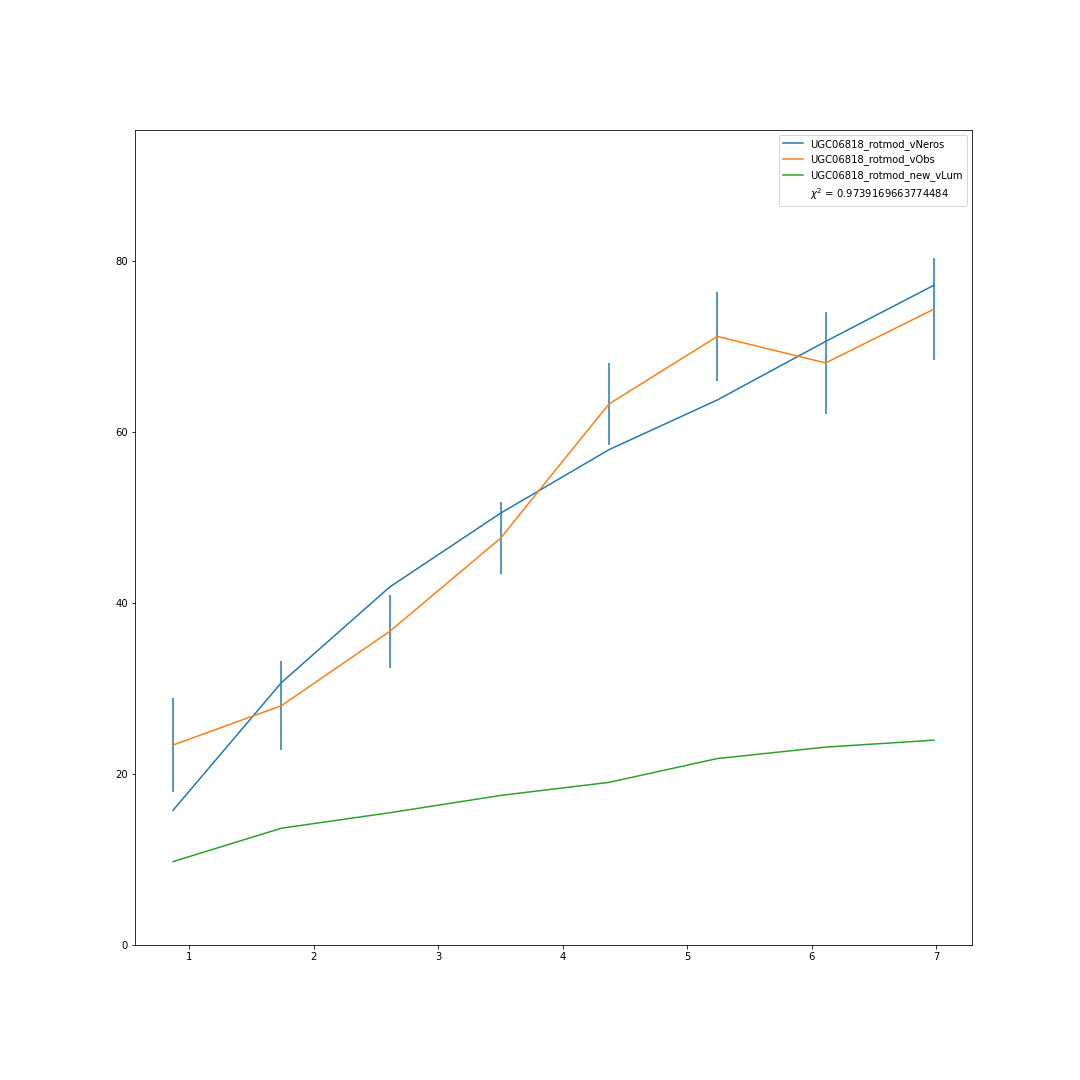 UGC06818_rotmod_vNeros
UGC06818_rotmod_vObs
UGC06818_rotmod_new_vLum
χ² = 0.9739169663774484
80
60
40
20
0
1 2 3 4 5 6 7